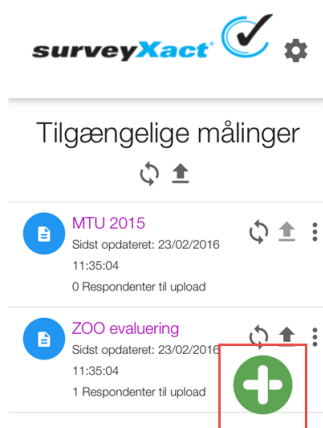 surveyXact
Tilgængelige målinger
MTU 2015
Sidst opdateret: 23/02/2016
11:35:04
0 Respondenter til upload
ZOO evaluering
Sidst opdateret: 23/02/2016
11:35:04
1 Respondenter til upload